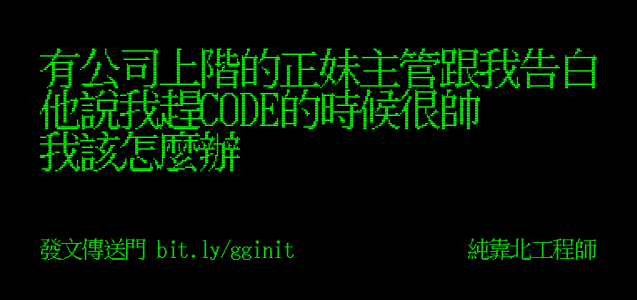 有公司上階的正妹主管跟我告白
他說我趕CODE的時候很帥
我該怎麼辦
發文傳送門 bit.ly/gginit
純靠北工程師